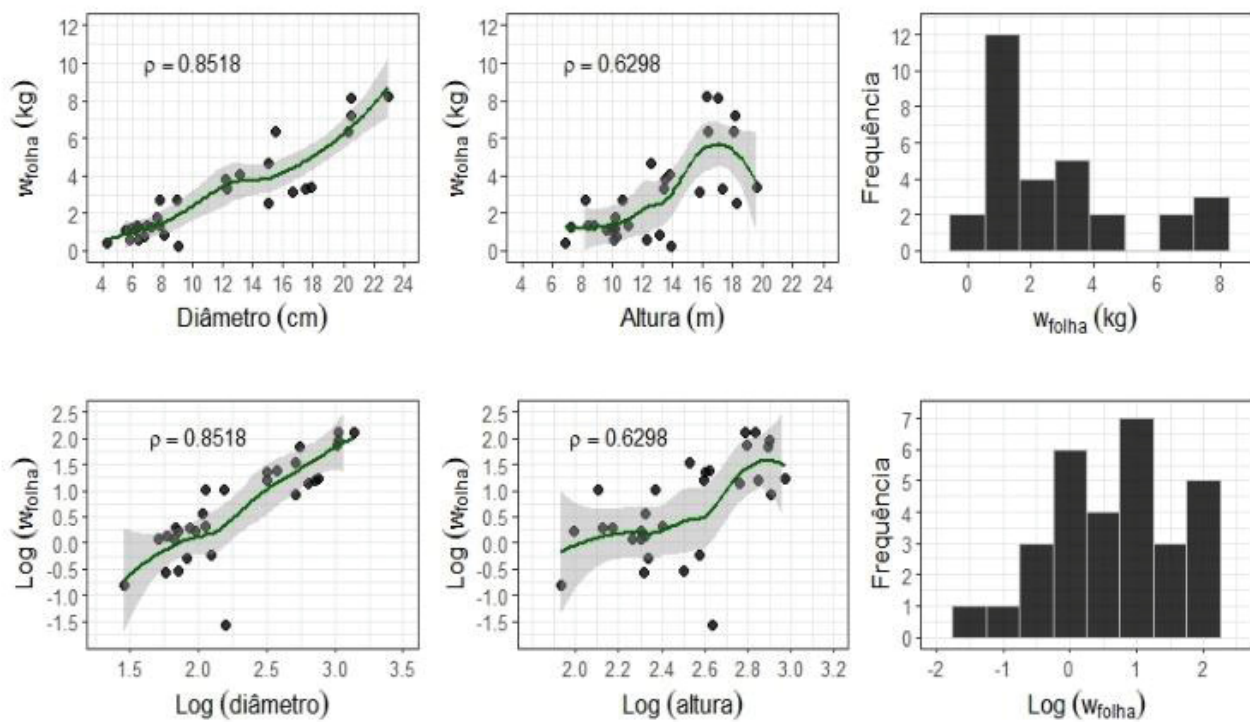 w_folha (kg)
12
10
8
6
4
2
0
ρ = 0.8518
4 6 8 10 12 14 16 18 20 22 24
Diâmetro (cm)
w_folha (kg)
12
10
8
6
4
2
0
ρ = 0.6298
4 6 8 10 12 14 16 18 20
Altura (m)
Frequência
12
10
8
6
4
2
0
0 2 4 6 8
w_folha (kg)
Log (w_folha)
2.5
2.0
1.5
1.0
0.5
0.0
-0.5
-1.0
-1.5
ρ = 0.8518
1.5 2.0 2.5 3.0 3.5
Log (diâmetro)
Log (w_folha)
2.5
2.0
1.5
1.0
0.5
0.0
-0.5
-1.0
-1.5
ρ = 0.6298
2.0 2.2 2.4 2.6 2.8 3.0 3.2
Log (altura)
Frequência
7
6
5
4
3
2
1
0
-2 -1 0 1 2
Log (w_folha)